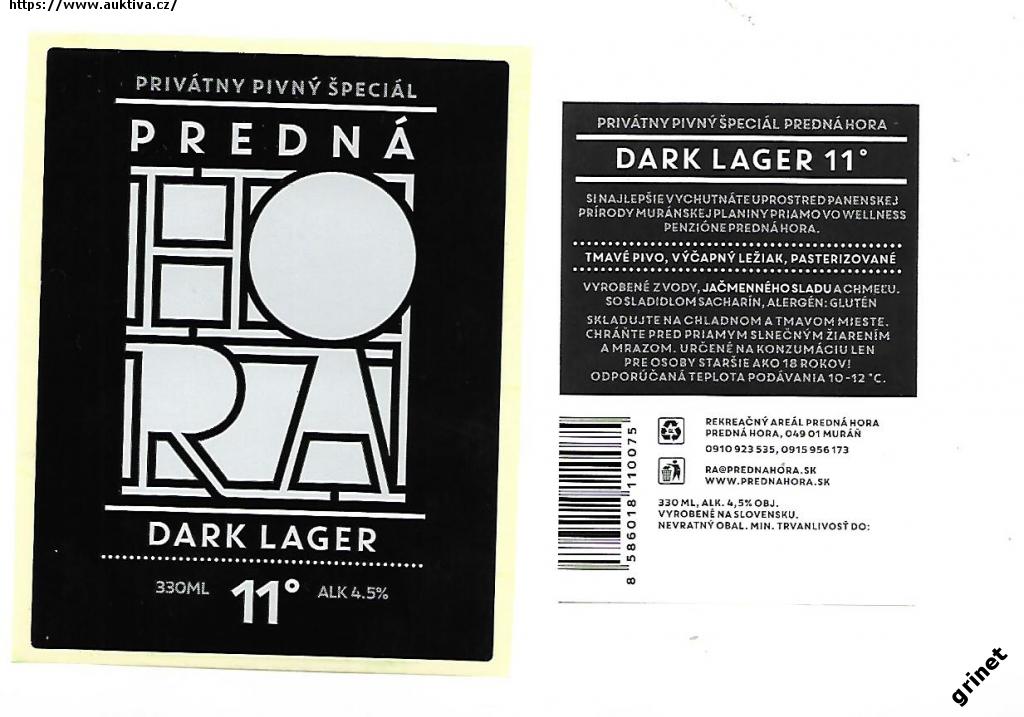 https://www.auktiva.cz/
PRIVÁTNY PIVNÝ ŠPECIÁL
PREDNÁ
HO
RA
DARK LAGER
330ML 11° ALK 4.5%
PRIVÁTNY PIVNÝ ŠPECIÁL PREDNÁ HORA
DARK LAGER 11°
SI NAJLEPŠIE VYCHUTNÁTE UPROSTRED PANENSKEJ
PRÍRODY MURÁNSKEJ PLANINY PRIAMO VO WELLNESS
PENZIÓNE PREDNÁ HORA.
TMAVÉ PIVO, VÝČAPNÝ LEŽIAK, PASTERIZOVANÉ
VYROBENÉ Z VODY, JAČMENNÉHO SLADU A CHMEĽU.
SO SLADIDLOM SACHARÍN, ALERGÉN: GLUTÉN
SKLADUJTE NA CHLADNOM A TMAVOM MIESTE.
CHRÁŇTE PRED PRIAMYM SLNEČNÝM ŽIARENÍM
A MRAZOM. URČENÉ NA KONZUMÁCIU LEN
PRE OSOBY STARŠIE AKO 18 ROKOV!
ODPORÚČANÁ TEPLOTA PODÁVANIA 10-12 °C.
8 586018 110075
REKREAČNÝ AREÁL PREDNÁ HORA
PREDNÁ HORA, 049 01 MURÁŇ
0910 923 535, 0915 956 173
RA@PREDNAHORA.SK
WWW.PREDNAHORA.SK
330 ML, ALK. 4,5% OBJ.
VYROBENÉ NA SLOVENSKU.
NEVRATNÝ OBAL. MIN. TRVANLIVOSŤ DO:
grinet